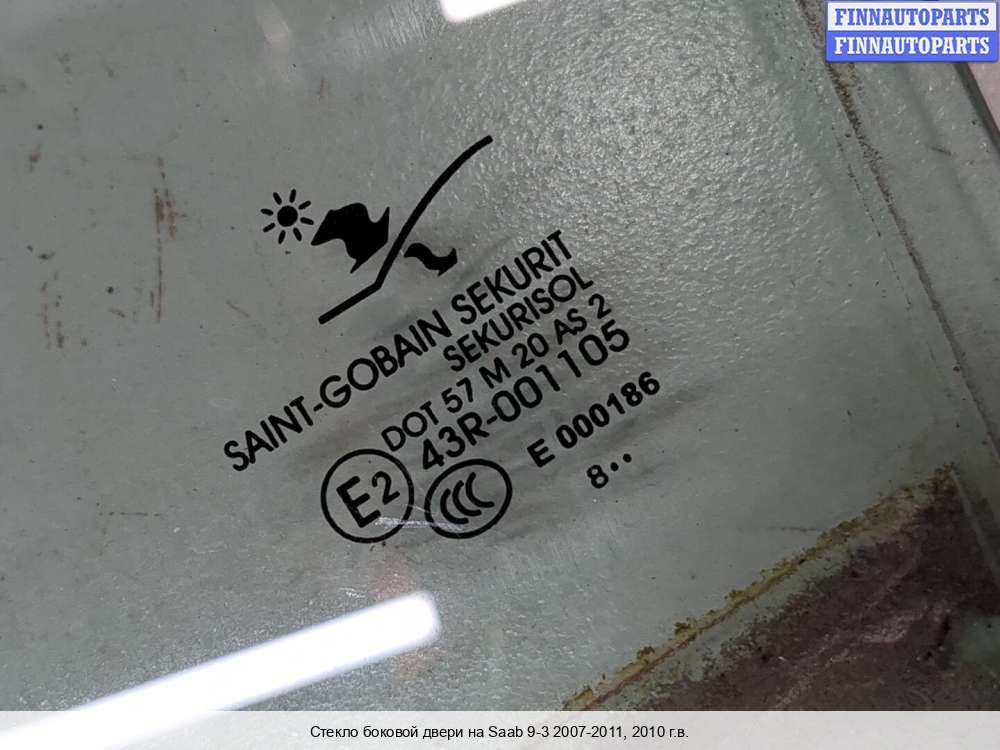 FINNAUTOPARTS
FINNAUTOPARTS
SAINT-GOBAIN SEKURIT
SEKURISOL
DOT 57 M 20 AS 2
43R-001105
E2
CCC
E 000186
8••
Стекло боковой двери на Saab 9-3 2007-2011, 2010 г.в.